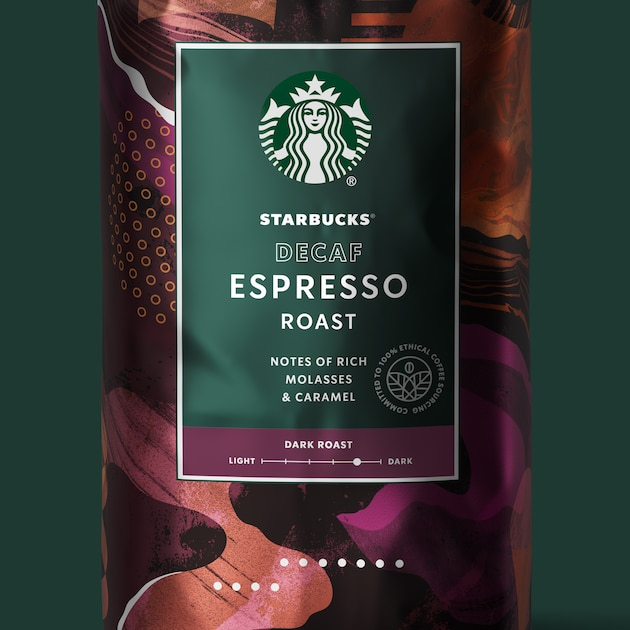 STARBUCKS®
DECAF
ESPRESSO
ROAST
NOTES OF RICH
MOLASSES
& CARAMEL
COMMITTED TO 100% ETHICAL COFFEE SOURCING
DARK ROAST
LIGHT DARK